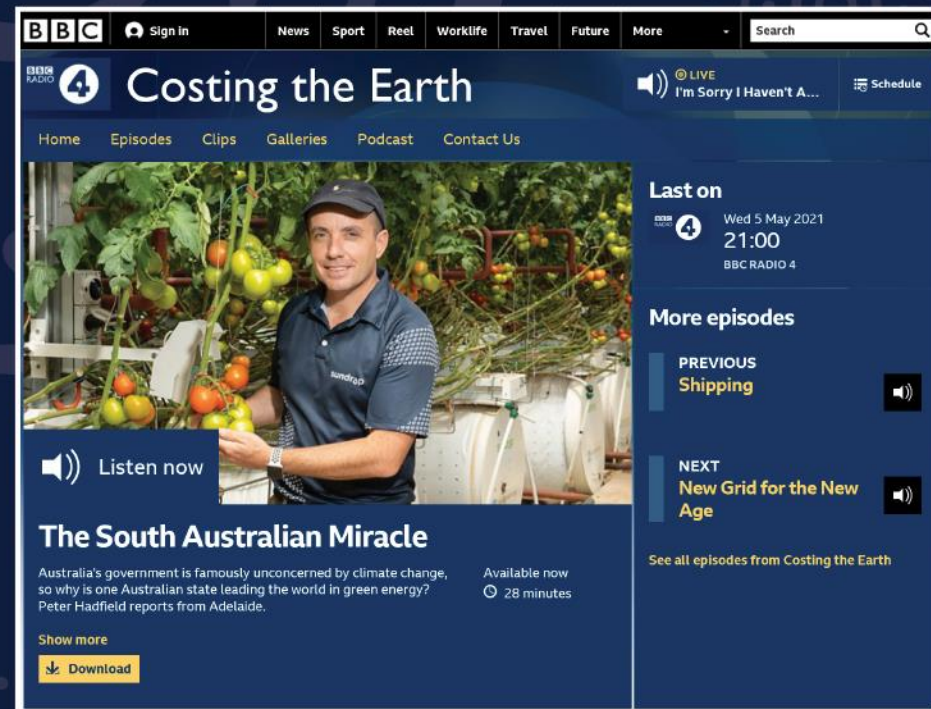 BBC Sign in News Sport Reel Worklife Travel Future More Search
BBC RADIO 4 Costing the Earth
LIVE
I'm Sorry I Haven't A...
Schedule
Home Episodes Clips Galleries Podcast Contact Us
sundrop
Listen now
The South Australian Miracle
Australia's government is famously unconcerned by climate change,
so why is one Australian state leading the world in green energy?
Peter Hadfield reports from Adelaide.
Available now
28 minutes
Show more
Download
Last on
BBC RADIO 4
Wed 5 May 2021
21:00
BBC RADIO 4
More episodes
PREVIOUS
Shipping
NEXT
New Grid for the New
Age
See all episodes from Costing the Earth